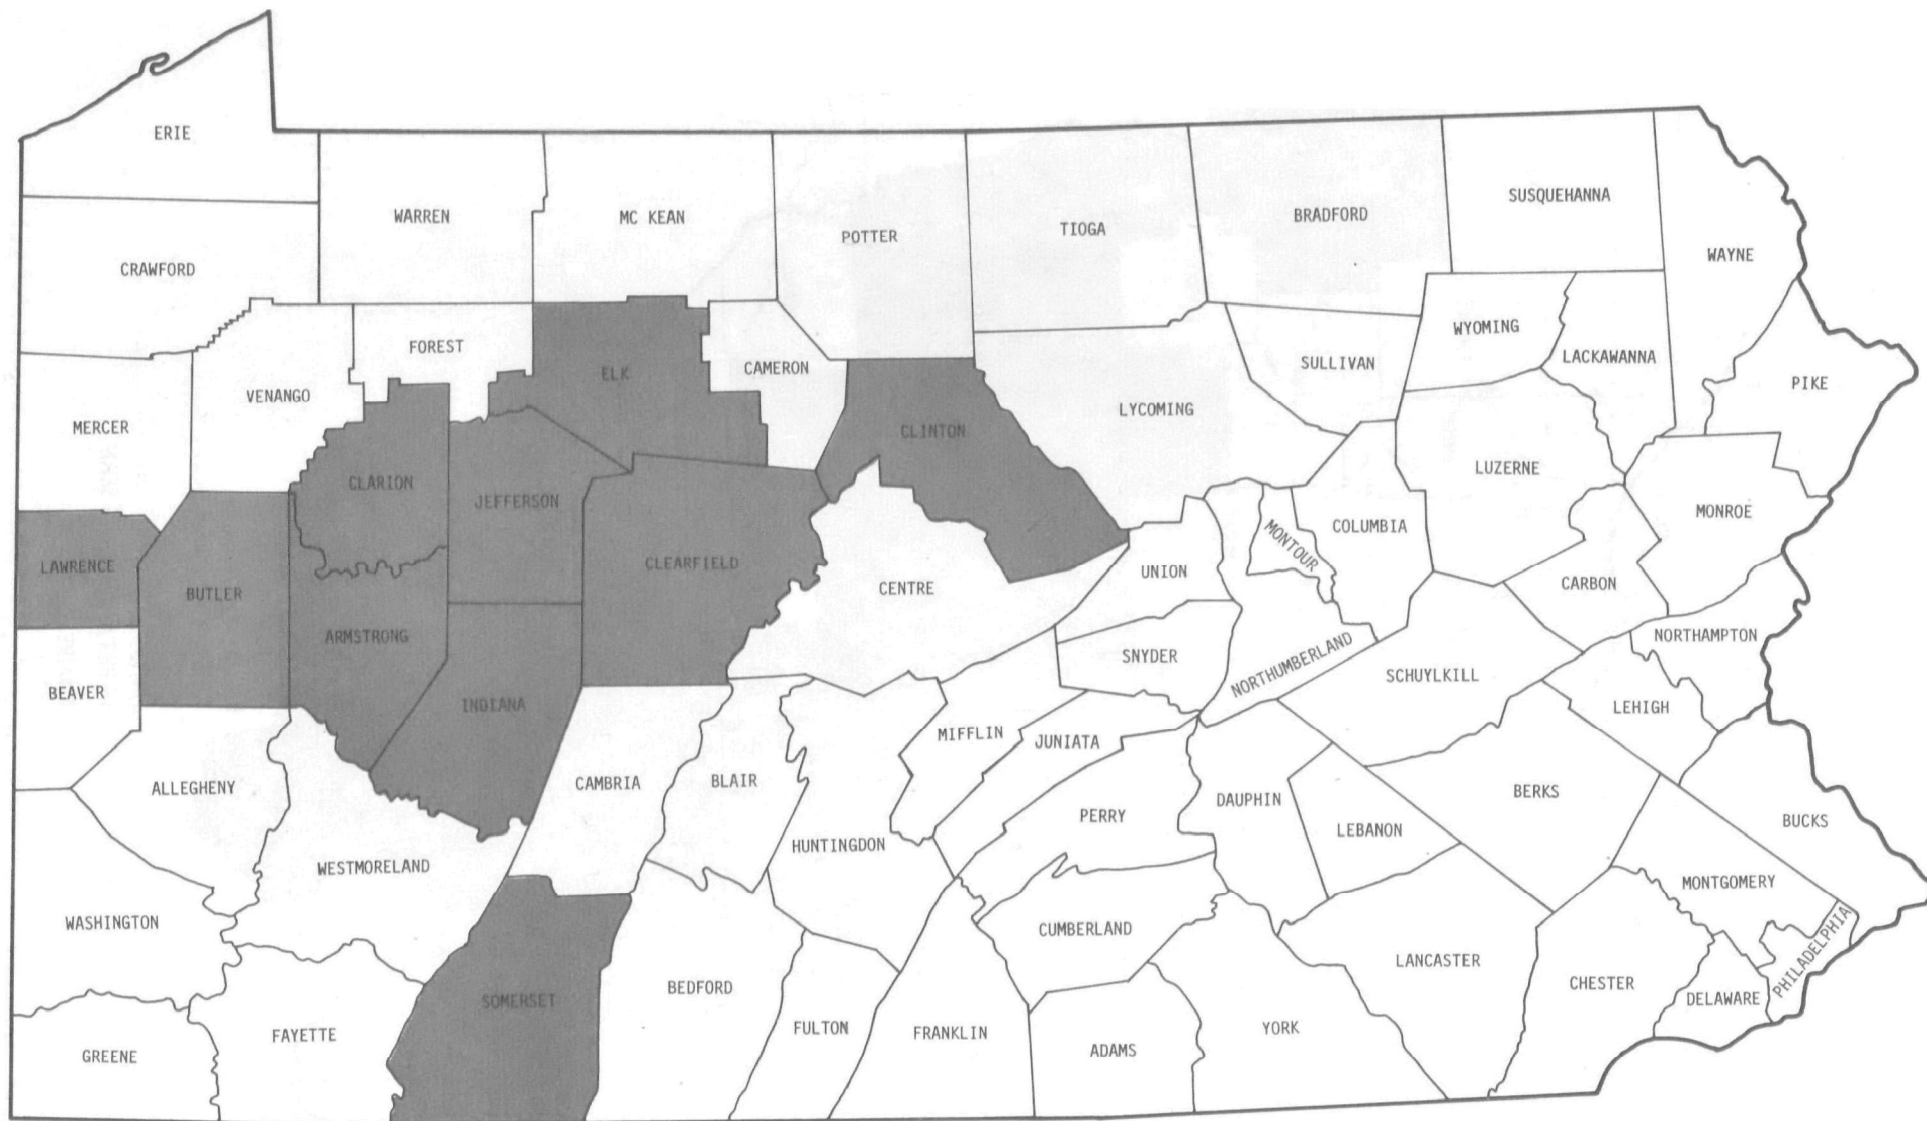 ERIE
WARREN
MC KEAN
POTTER
TIOGA
BRADFORD
SUSQUEHANNA
WAYNE
CRAWFORD
FOREST
ELK
CAMERON
SULLIVAN
WYOMING
LACKAWANNA
PIKE
VENANGO
MERCER
CLARION
JEFFERSON
CLINTON
LYCOMING
LUZERNE
MONROE
LAWRENCE
BUTLER
ARMSTRONG
CLEARFIELD
CENTRE
UNION
MONTOUR
COLUMBIA
CARBON
NORTHAMPTON
BEAVER
INDIANA
SNYDER
NORTHUMBERLAND
SCHUYLKILL
LEHIGH
ALLEGHENY
CAMBRIA
BLAIR
MIFFLIN
JUNIATA
DAUPHIN
BERKS
BUCKS
WESTMORELAND
HUNTINGDON
PERRY
LEBANON
MONTGOMERY
WASHINGTON
CUMBERLAND
LANCASTER
PHILADELPHIA
SOMERSET
BEDFORD
CHESTER
DELAWARE
GREENE
FAYETTE
FULTON
FRANKLIN
ADAMS
YORK